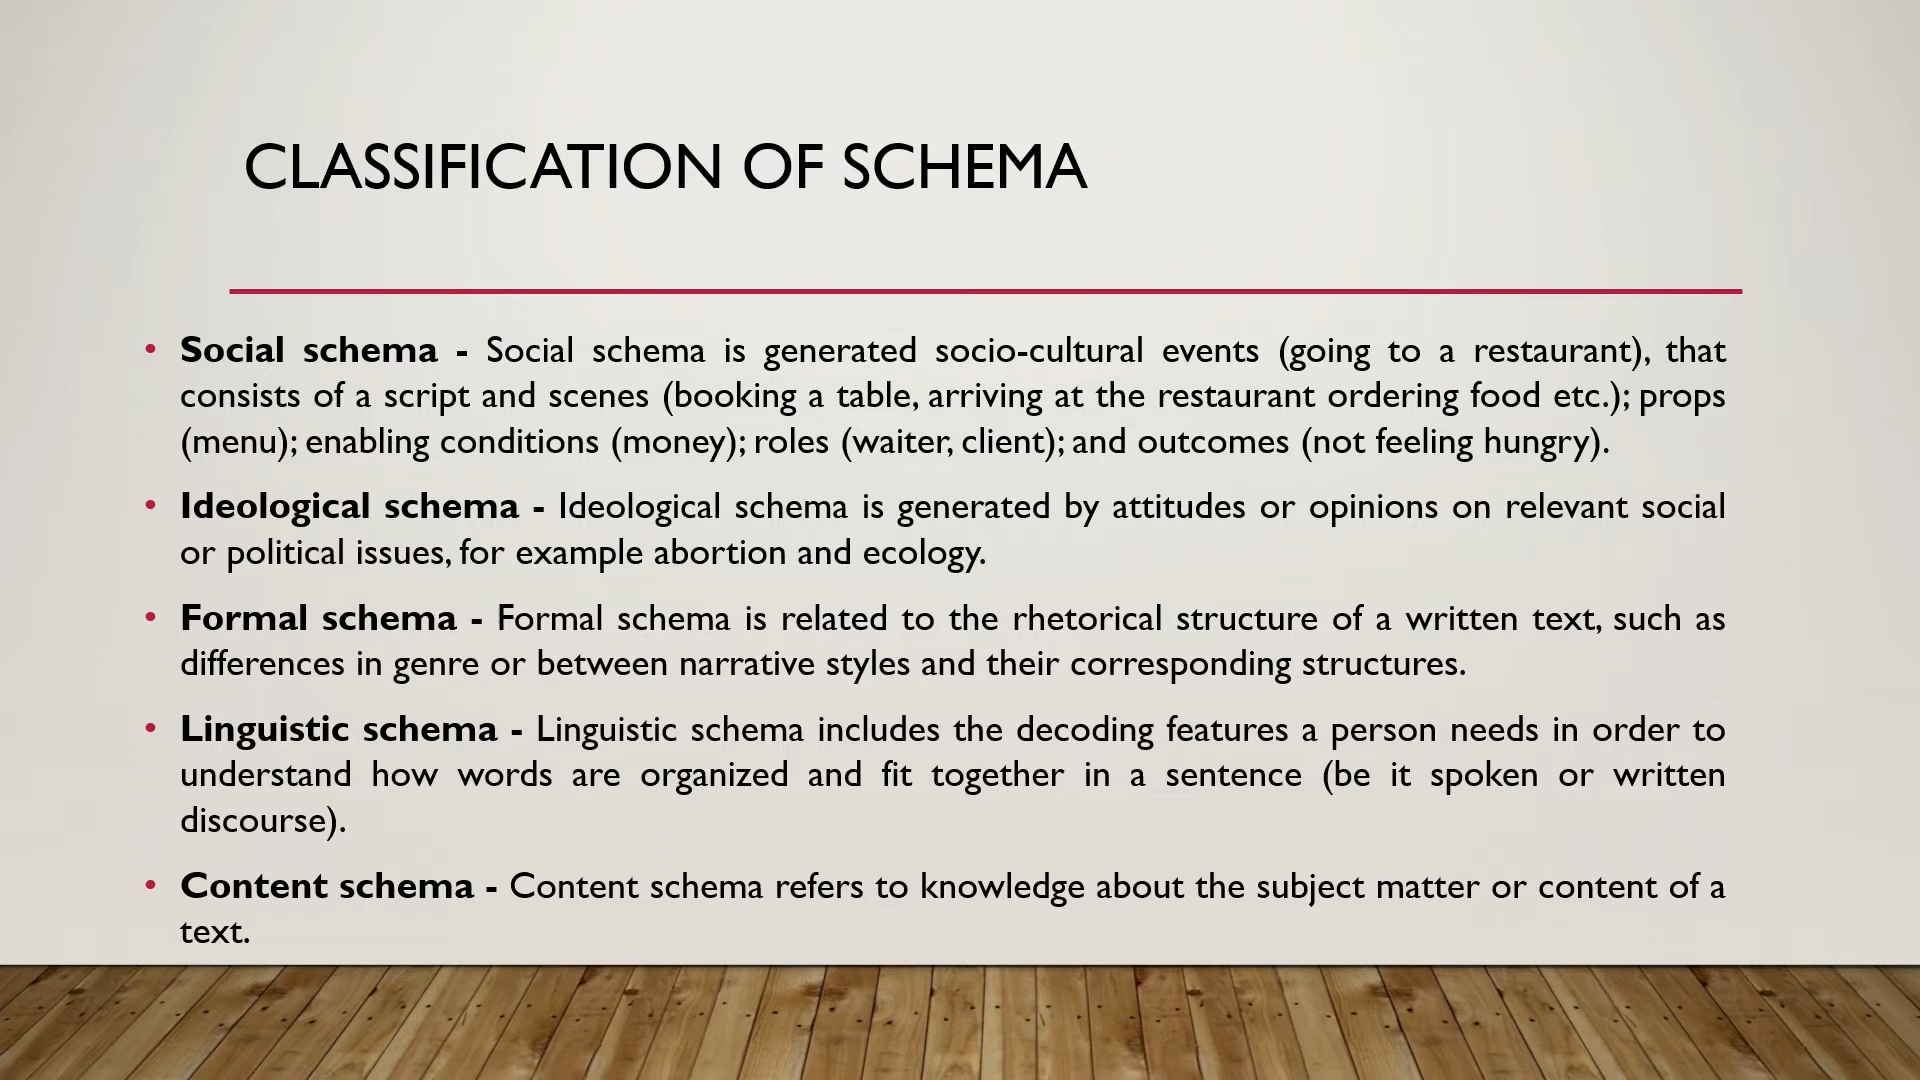 CLASSIFICATION OF SCHEMA
• Social schema - Social schema is generated socio-cultural events (going to a restaurant), that
consists of a script and scenes (booking a table, arriving at the restaurant ordering food etc.); props
(menu); enabling conditions (money); roles (waiter, client); and outcomes (not feeling hungry).
• Ideological schema - Ideological schema is generated by attitudes or opinions on relevant social
or political issues, for example abortion and ecology.
• Formal schema - Formal schema is related to the rhetorical structure of a written text, such as
differences in genre or between narrative styles and their corresponding structures.
• Linguistic schema - Linguistic schema includes the decoding features a person needs in order to
understand how words are organized and fit together in a sentence (be it spoken or written
discourse).
• Content schema - Content schema refers to knowledge about the subject matter or content of a
text.